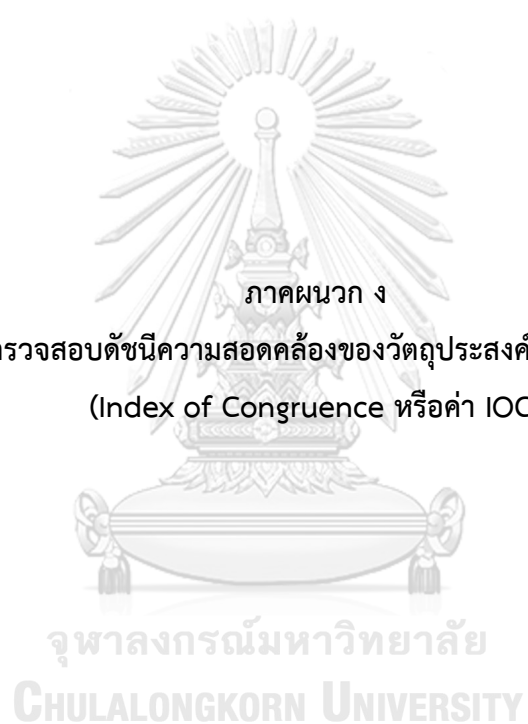 ภาคผนวก ง
รวจสอบดัชนีความสอดคล้องของวัตถุประสงค์
(Index of Congruence หรือค่า IOC
จุฬาลงกรณ์มหาวิทยาลัย
CHULALONGKORN UNIVERSITY